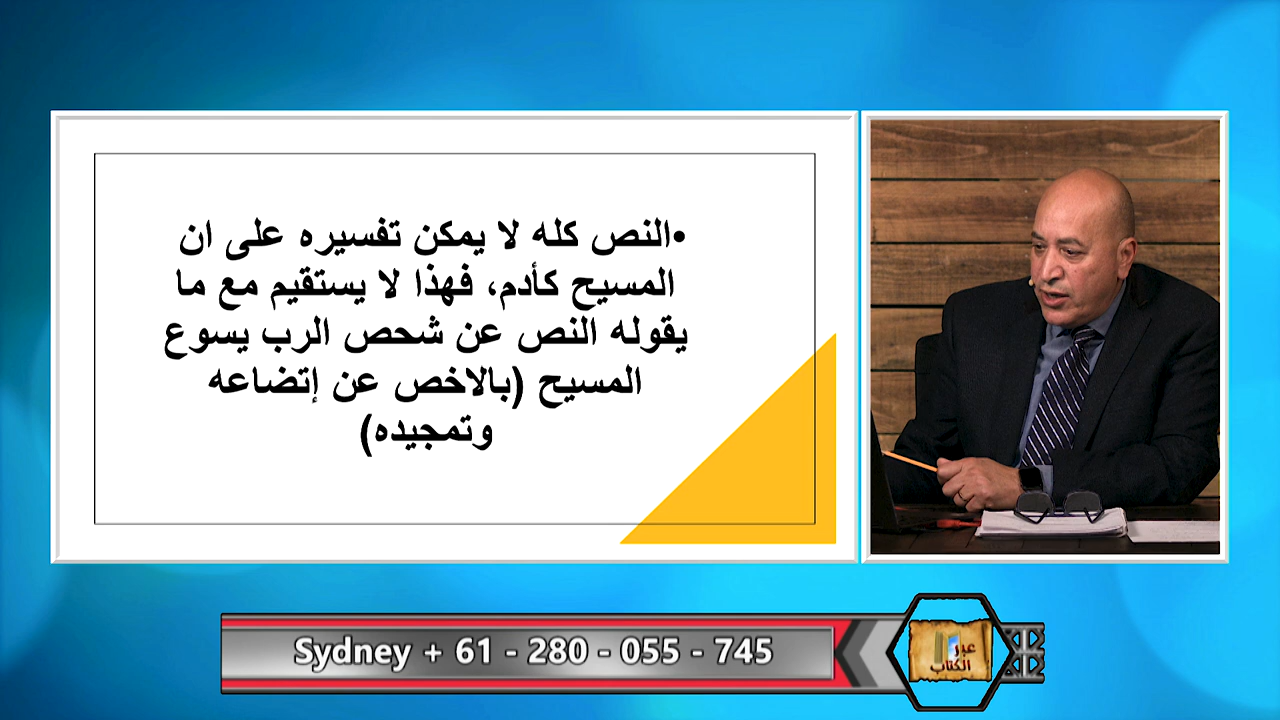 •النص كله لا يمكن تفسيره على ان
المسيح كأدم، فهذا لا يستقيم مع ما
يقوله النص عن شحص الرب يسوع
المسيح (بالاخص عن إتضاعه
وتمجيده)
Sydney + 61 - 280 - 055 - 745
عبر
الكتاب